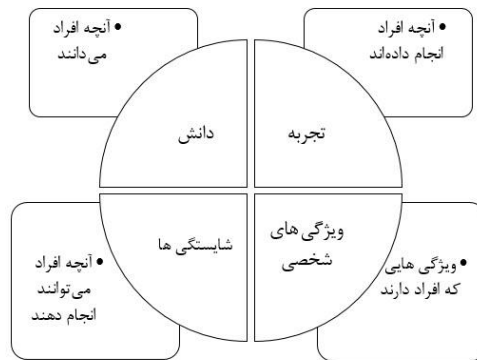 • آنچه افراد
انجام داده‌اند
• آنچه افراد
می‌دانند
تجربه
دانش
ویژگی های
شخصی
شایستگی ها
• ویژگی هایی
که افراد دارند
• آنچه افراد
می‌توانند
انجام دهند